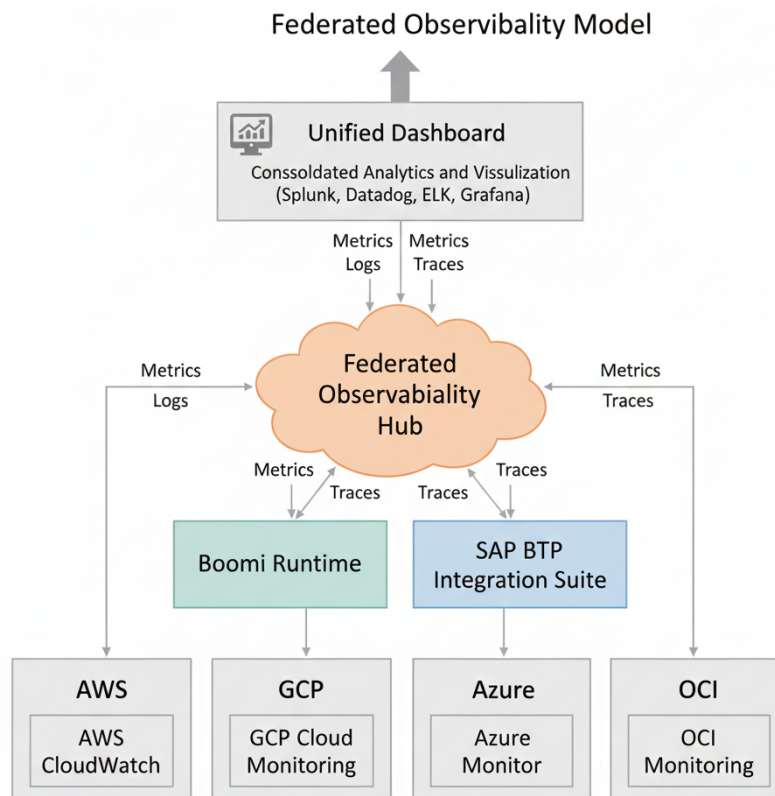 Federated Observibality Model
Unified Dashboard
Conssoldated Analytics and Vissulization
(Splunk, Datadog, ELK, Grafana)
Metrics Metrics
Logs Traces
Federated
Observabiality
Hub
Metrics
Logs
Metrics
Traces
Metrics
Traces
Traces
Traces
Boomi Runtime
SAP BTP
Integration Suite
AWS
AWS
CloudWatch
GCP
GCP Cloud
Monitoring
Azure
Azure
Monitor
OCI
OCI
Monitoring